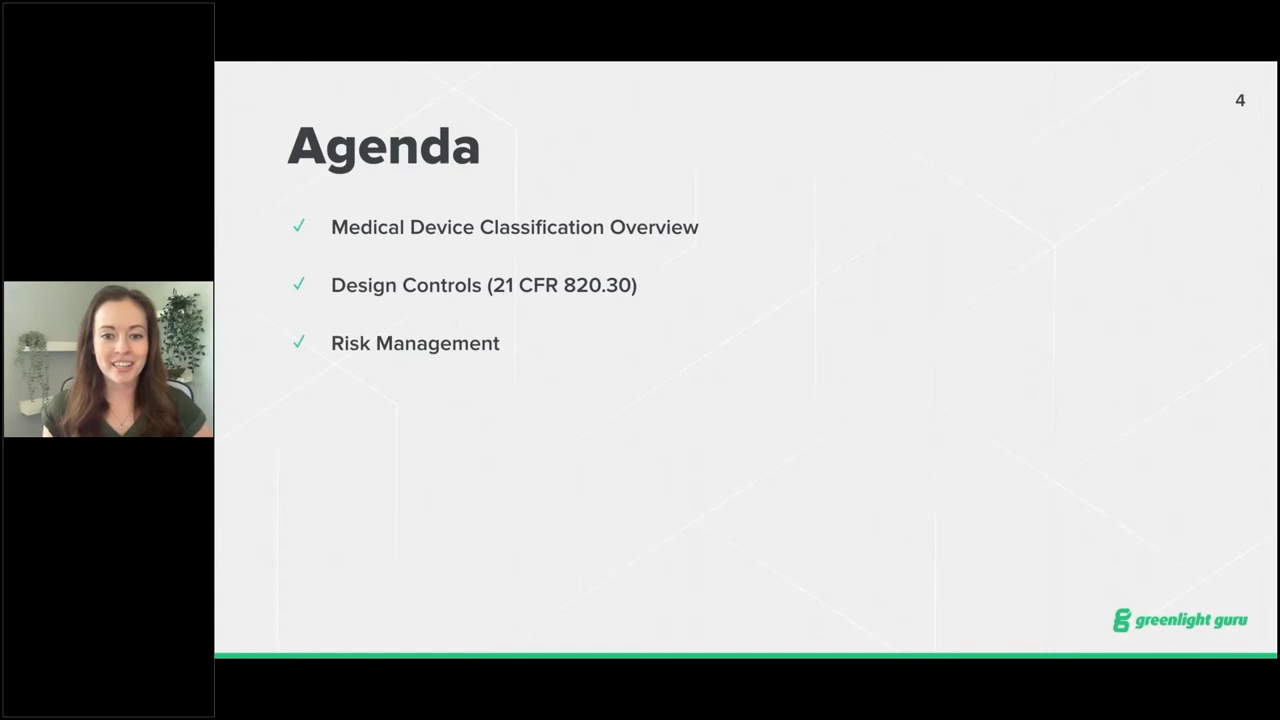 4
Agenda
✓ Medical Device Classification Overview
✓ Design Controls (21 CFR 820.30)
✓ Risk Management
greenlight guru